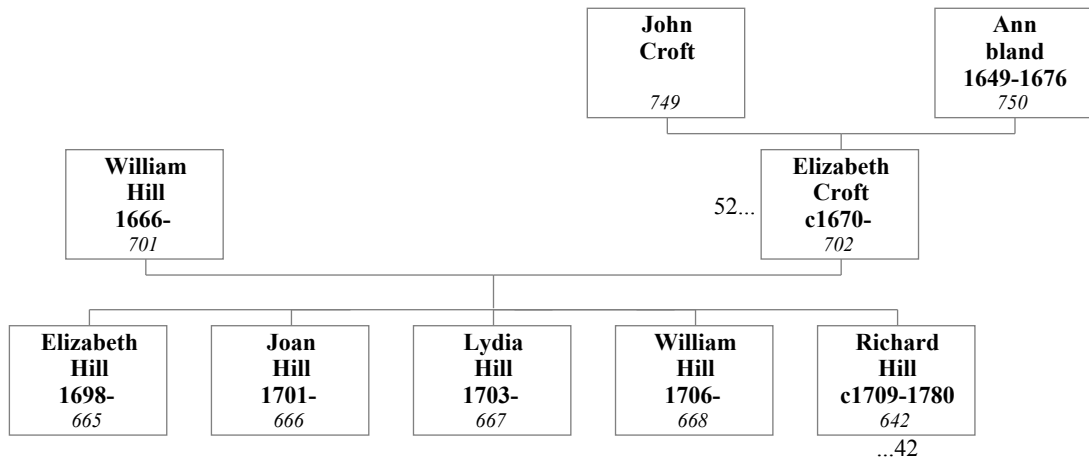 John
Croft
749
Ann
bland
1649-1676
750
William
Hill
1666-
701
52...
Elizabeth
Croft
c1670-
702
Elizabeth
Hill
1698-
665
Joan
Hill
1701-
666
Lydia
Hill
1703-
667
William
Hill
1706-
668
Richard
Hill
c1709-1780
642
...42